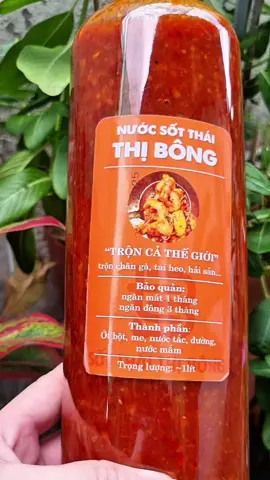 NƯỚC SỐT THÁI
THỊ BÔNG
"TRỘN CẢ THẾ GIỚI"
trộn chân gà, tai heo, hải sản...
Bảo quản:
ngăn mát 1 tháng
ngăn đông 3 tháng
Thành phần:
Ớt bột, me, nước tắc, đường,
nước mắm
Trọng lượng: ~1lít